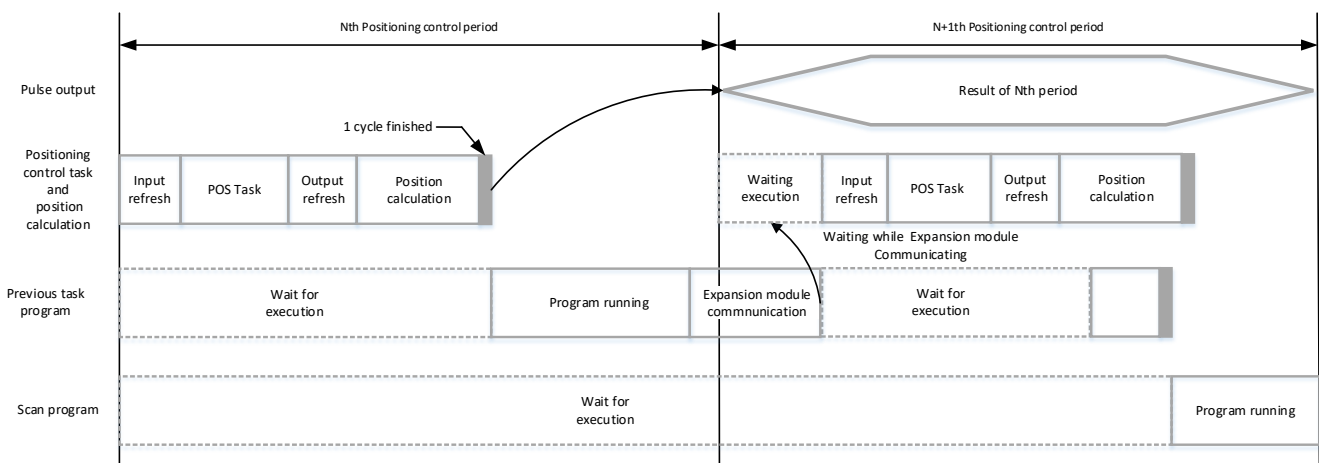 Nth Positioning control period
N+1th Positioning control period
Pulse output
Result of Nth period
1 cycle finished
Positioning
control task
and
position
calculation
Input
refresh
POS Task
Output
refresh
Position
calculation
Waiting
execution
Input
refresh
POS Task
Output
refresh
Position
calculation
Waiting while Expansion module
Communicating
Previous task
program
Wait for
execution
Program running
Expansion module
commnunication
Wait for
execution
Scan program
Wait for
execution
Program running